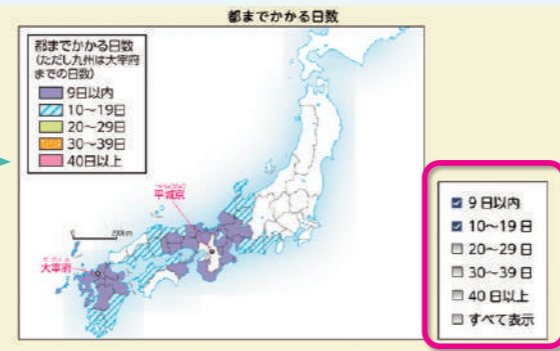 都までかかる日数
都までかかる日数
(ただし九州は大宰府
までの日数)
9日以内
10〜19日
20〜29日
30〜39日
40日以上
平城京
0 200km
大宰府
9日以内
10〜19日
20〜29日
30〜39日
40日以上
すべて表示